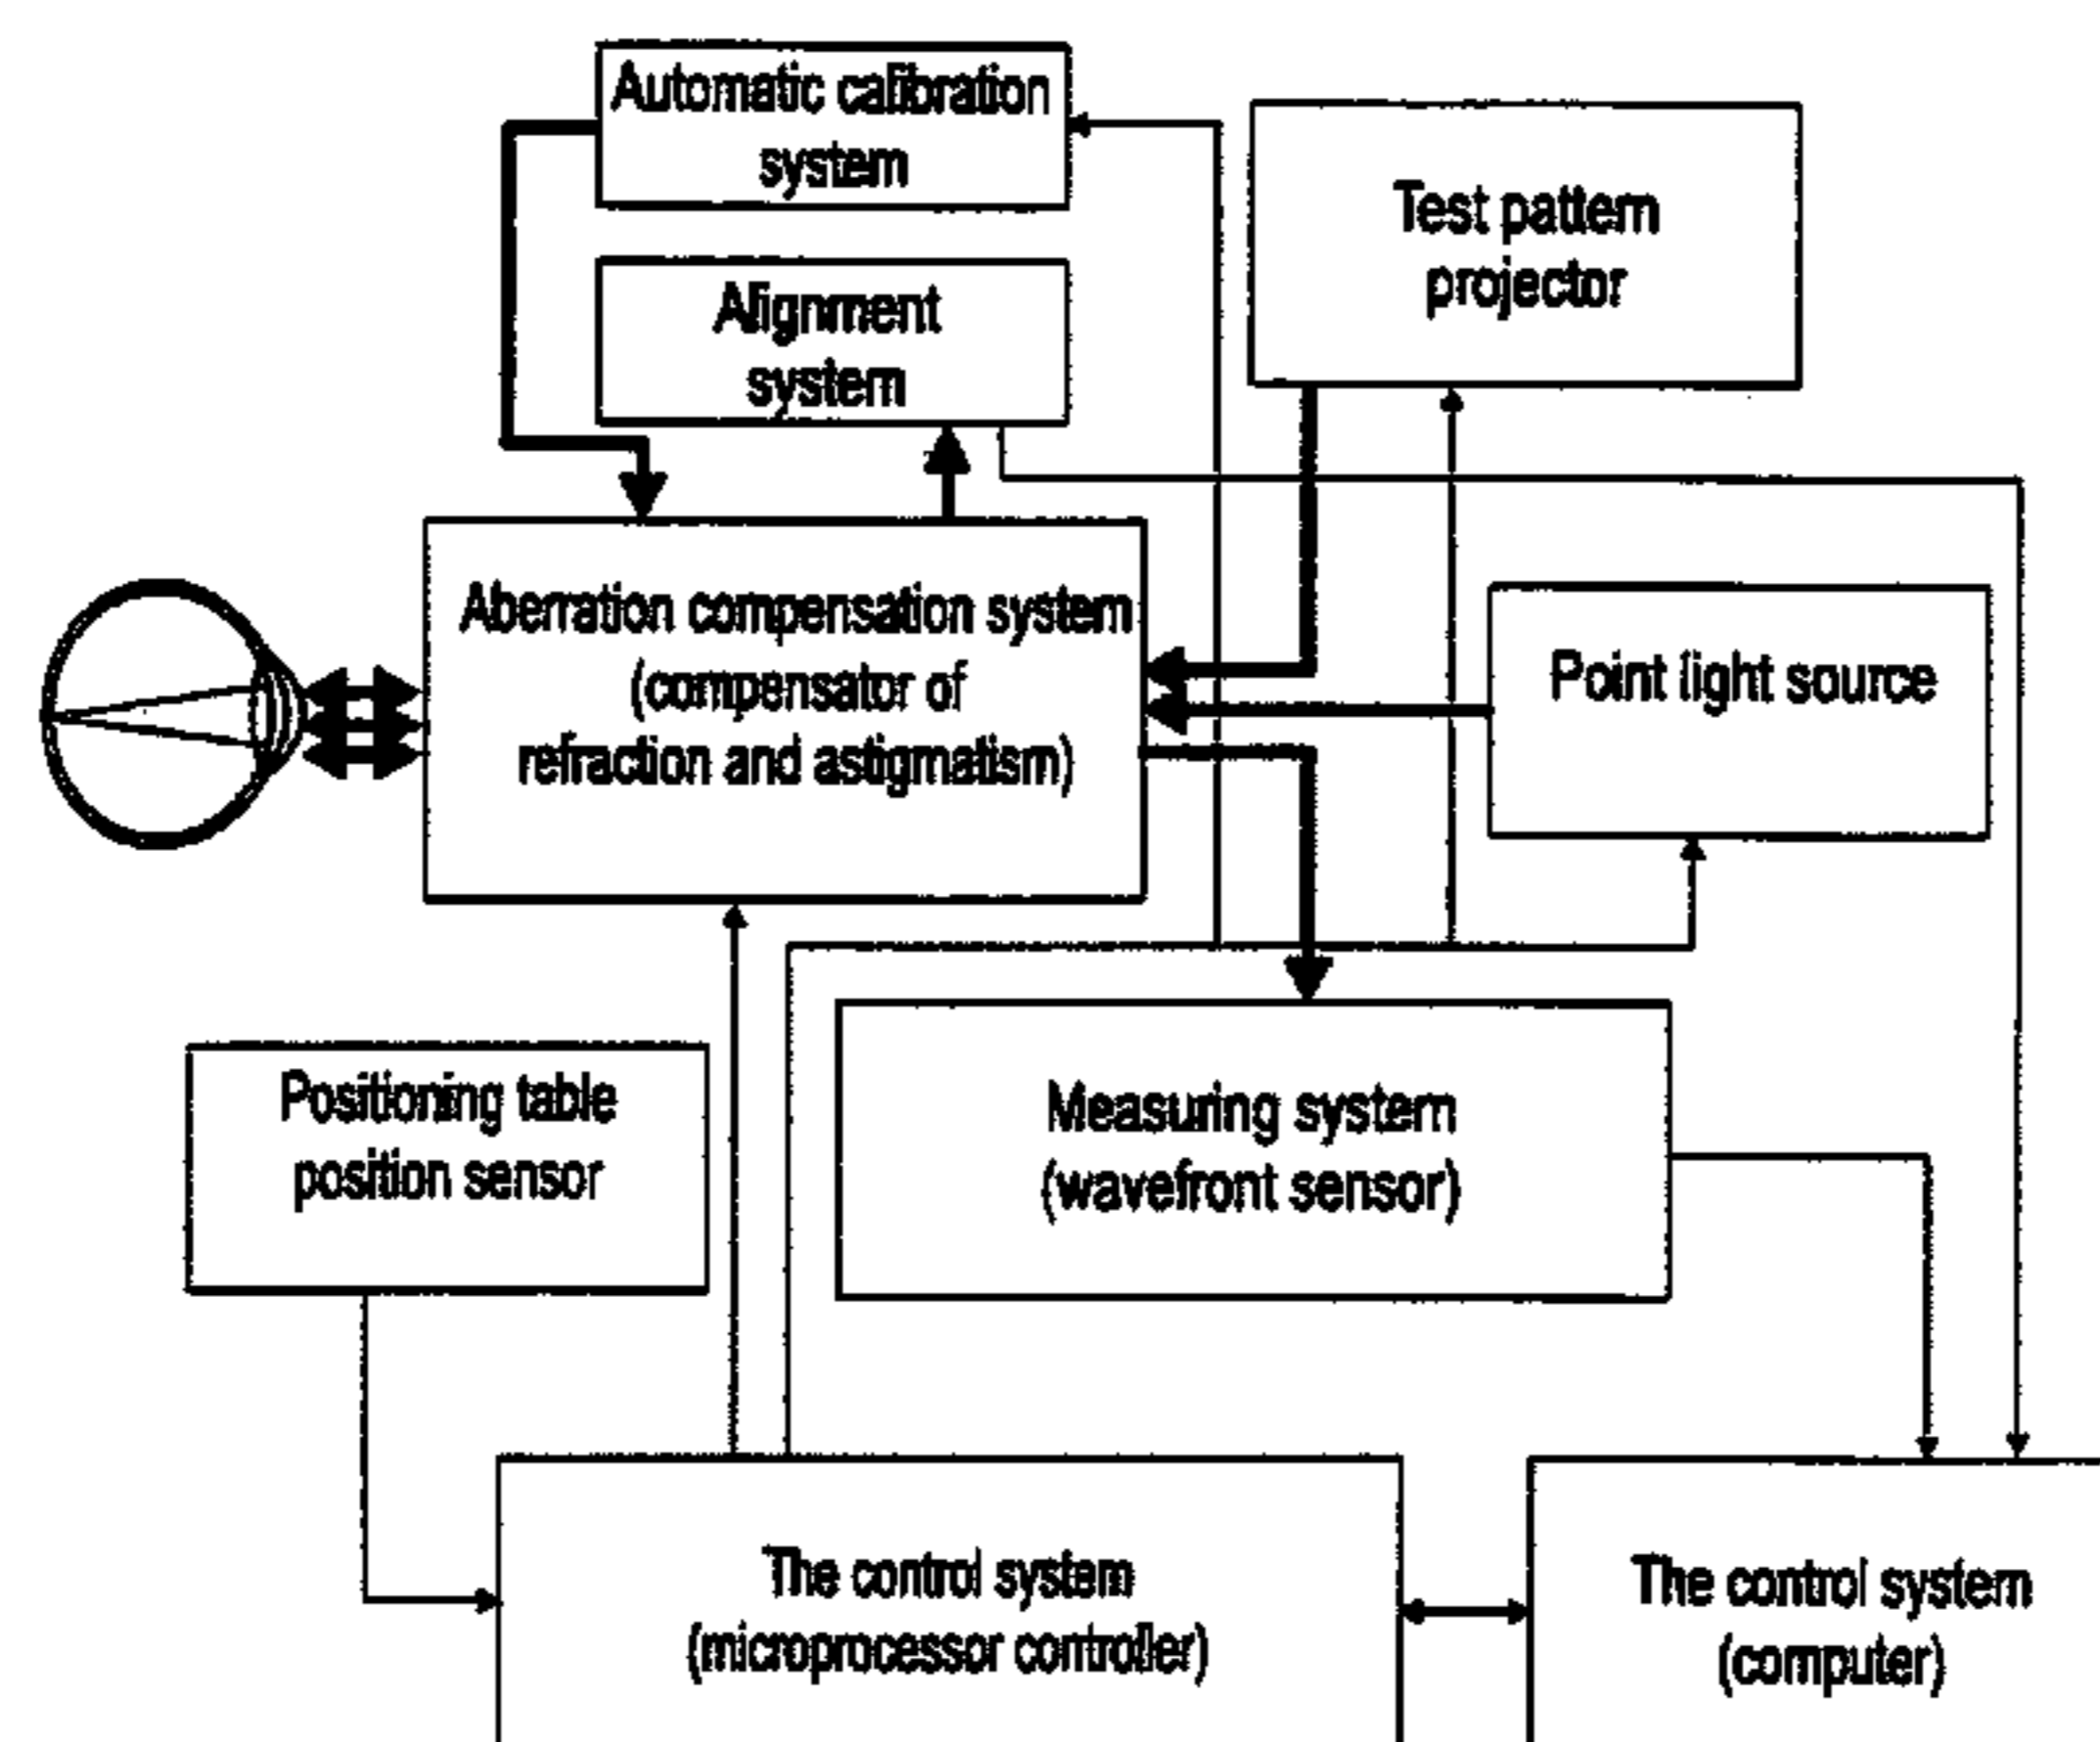 Automatic calibration
system
Test pattern
projector
Alignment
system
Aberration compensation system
(compensator of
refraction and astigmatism)
Point light source
Positioning table
position sensor
Measuring system
(wavefront sensor)
The control system
(microprocessor controller)
The control system
(computer)